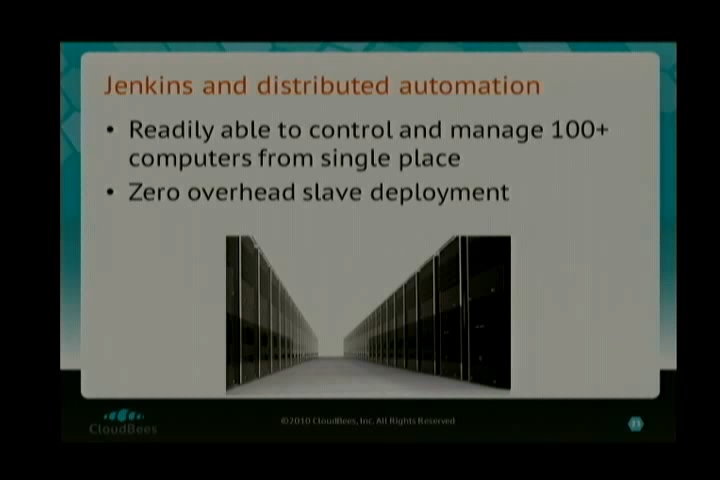 Jenkins and distributed automation
• Readily able to control and manage 100+
computers from single place
• Zero overhead slave deployment
CloudBees
©2010 CloudBees, Inc. All Rights Reserved